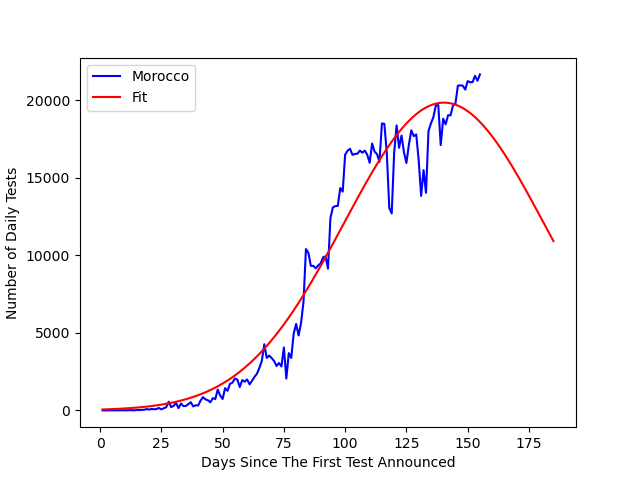 Morocco
Fit
Number of Daily Tests
20000
15000
10000
5000
0
0 25 50 75 100 125 150 175
Days Since The First Test Announced